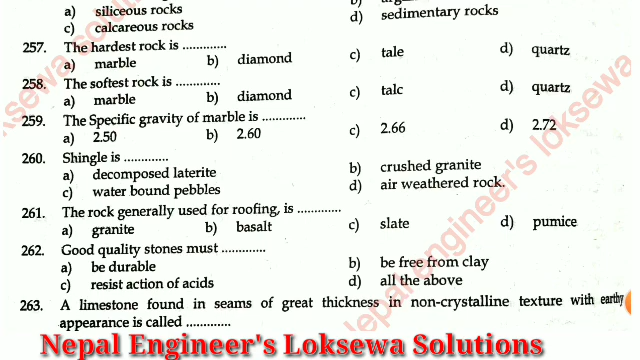 a) siliceous rocks
c) calcareous rocks
d) sedimentary rocks
257. The hardest rock is .............
a) marble b) diamond c) tale d) quartz
258. The softest rock is .............
a) marble b) diamond c) talc d) quartz
259. The Specific gravity of marble is .............
a) 2.50 b) 2.60 c) 2.66 d) 2.72
260. Shingle is .............
a) decomposed laterite b) crushed granite
c) water bound pebbles d) air weathered rock.
261. The rock generally used for roofing, is .............
a) granite b) basalt c) slate d) pumice
262. Good quality stones must .............
a) be durable b) be free from clay
c) resist action of acids d) all the above
263. A limestone found in seams of great thickness in non-crystalline texture with earthy
appearance is called .............
Nepal Engineer's Loksewa Solutions